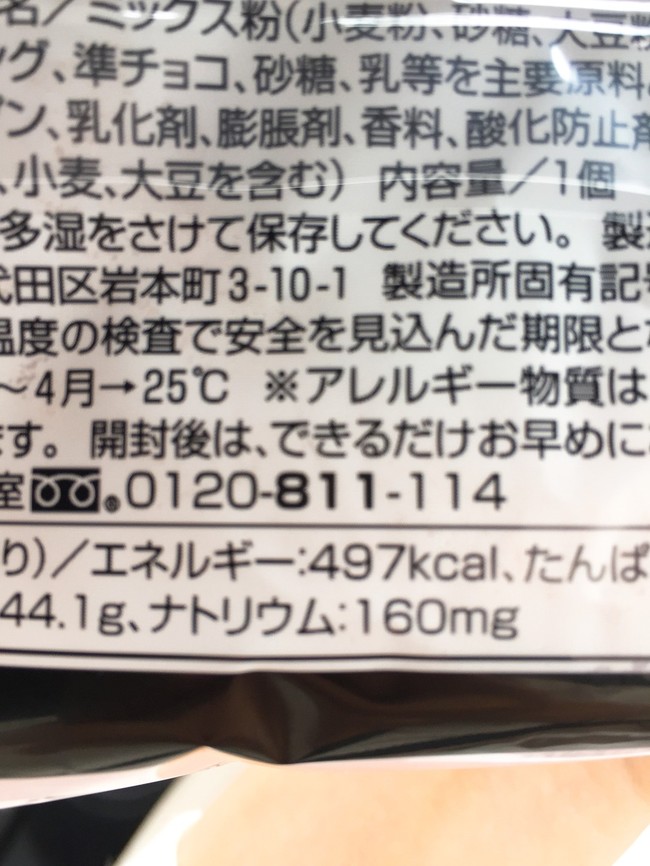 名／ミックス粉(小麦粉、砂糖、大豆粉
グ、準チョコ、砂糖、乳等を主要原料
ン、乳化剤、膨脹剤、香料、酸化防止剤
、小麦、大豆を含む) 内容量／1個
多湿をさけて保存してください。 製造
代田区岩本町3-10-1 製造所固有記号
温度の検査で安全を見込んだ期限とな
～4月→25℃ ※アレルギー物質は
ます。開封後は、できるだけお早めに
室 ®0120-811-114
り)／エネルギー:497kcal、たんぱ
44.1g、ナトリウム:160mg